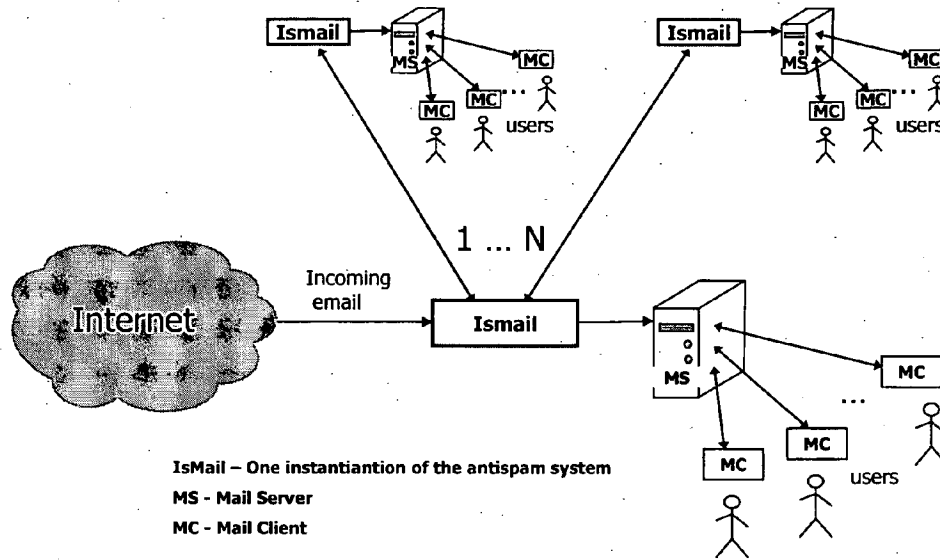 Ismail
MS
MC
MC
MC
...
users
Ismail
MS
MC
MC
MC
...
users
1 ... N
Internet
Incoming
email
Ismail
MS
MC
MC
MC
...
users
IsMail – One instantiantion of the antispam system
MS - Mail Server
MC - Mail Client